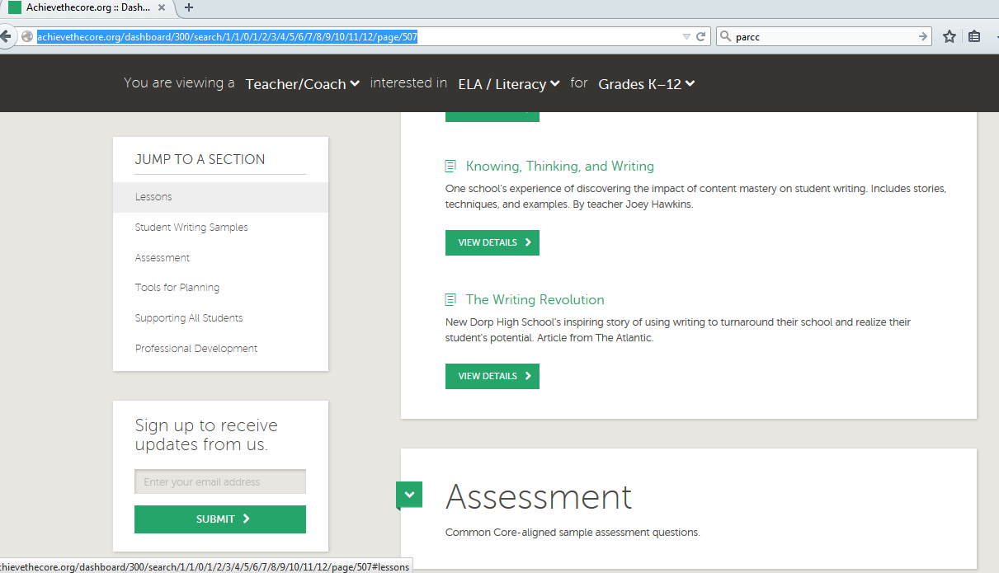 Achievethecore.org :: Dash...
achievethecore.org/dashboard/300/search/1/1/0/1/2/3/4/5/6/7/8/9/10/11/12/page/507
parcc
You are viewing a Teacher/Coach interested in ELA / Literacy for Grades K–12
JUMP TO A SECTION
Lessons
Student Writing Samples
Assessment
Tools for Planning
Supporting All Students
Professional Development
Sign up to receive
updates from us.
Enter your email address
SUBMIT
Knowing, Thinking, and Writing
One school's experience of discovering the impact of content mastery on student writing. Includes stories,
techniques, and examples. By teacher Joey Hawkins.
VIEW DETAILS
The Writing Revolution
New Dorp High School's inspiring story of using writing to turnaround their school and realize their
student's potential. Article from The Atlantic.
VIEW DETAILS
Assessment
Common Core-aligned sample assessment questions.
chievethecore.org/dashboard/300/search/1/1/0/1/2/3/4/5/6/7/8/9/10/11/12/page/507#lessons